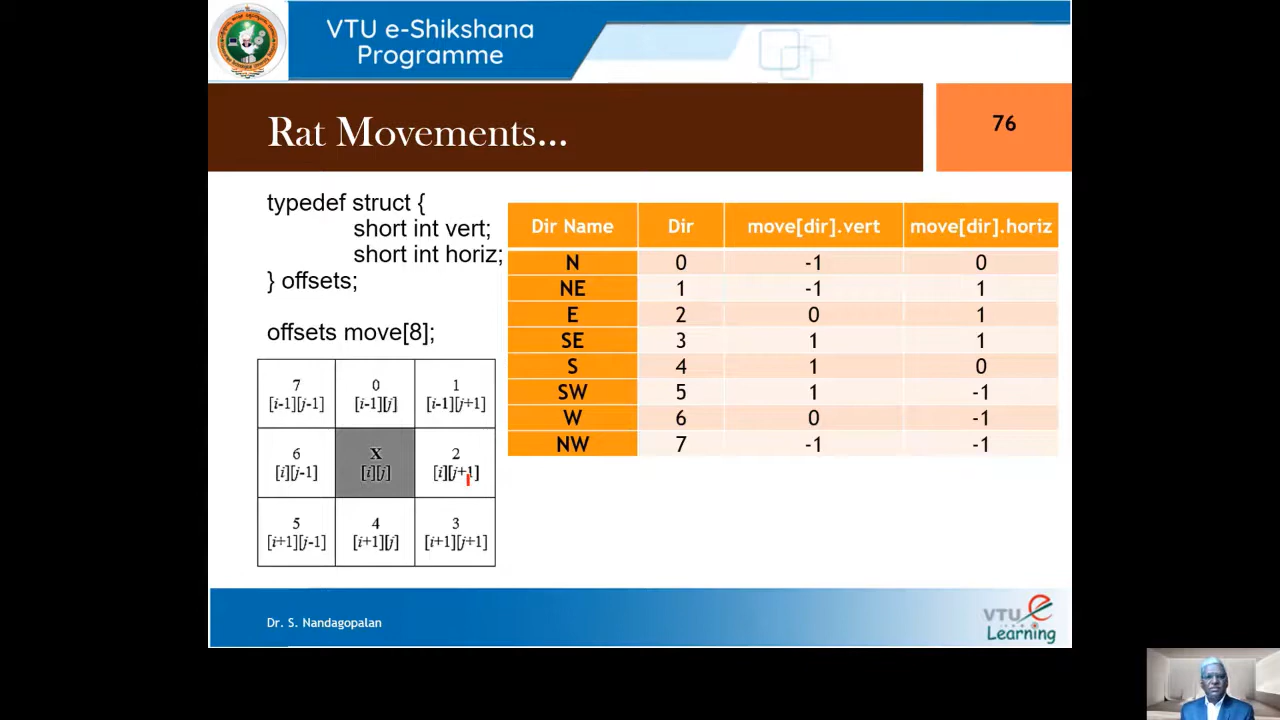 VTU e-Shikshana
Programme
Rat Movements...
76
typedef struct {
short int vert;
short int horiz;
} offsets;
offsets move[8];
7 0 1
[i-1][j-1] [i-1][j] [i-1][j+1]
6 X 2
[i][j-1] [i][j] [i][j+1]
5 4 3
[i+1][j-1] [i+1][j] [i+1][j+1]
Dir Name Dir move[dir].vert move[dir].horiz
N 0 -1 0
NE 1 -1 1
E 2 0 1
SE 3 1 1
S 4 1 0
SW 5 1 -1
W 6 0 -1
NW 7 -1 -1
Dr. S. Nandagopalan
VTU e
Learning